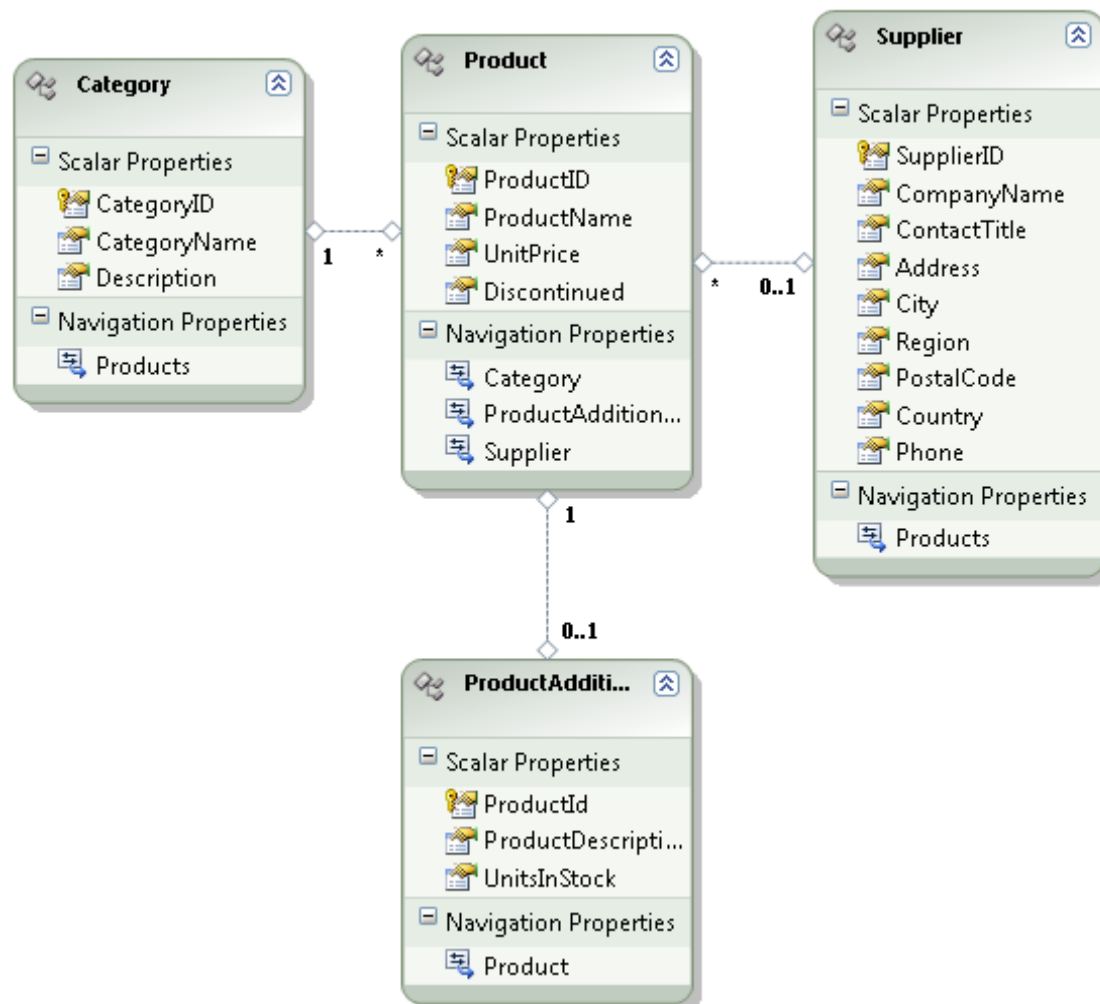 Category
Scalar Properties
CategoryID
CategoryName
Description
Navigation Properties
Products
1
*
Product
Scalar Properties
ProductID
ProductName
UnitPrice
Discontinued
Navigation Properties
Category
ProductAddition...
Supplier
*
0..1
Supplier
Scalar Properties
SupplierID
CompanyName
ContactTitle
Address
City
Region
PostalCode
Country
Phone
Navigation Properties
Products
1
0..1
ProductAdditi...
Scalar Properties
ProductId
ProductDescripti...
UnitsInStock
Navigation Properties
Product